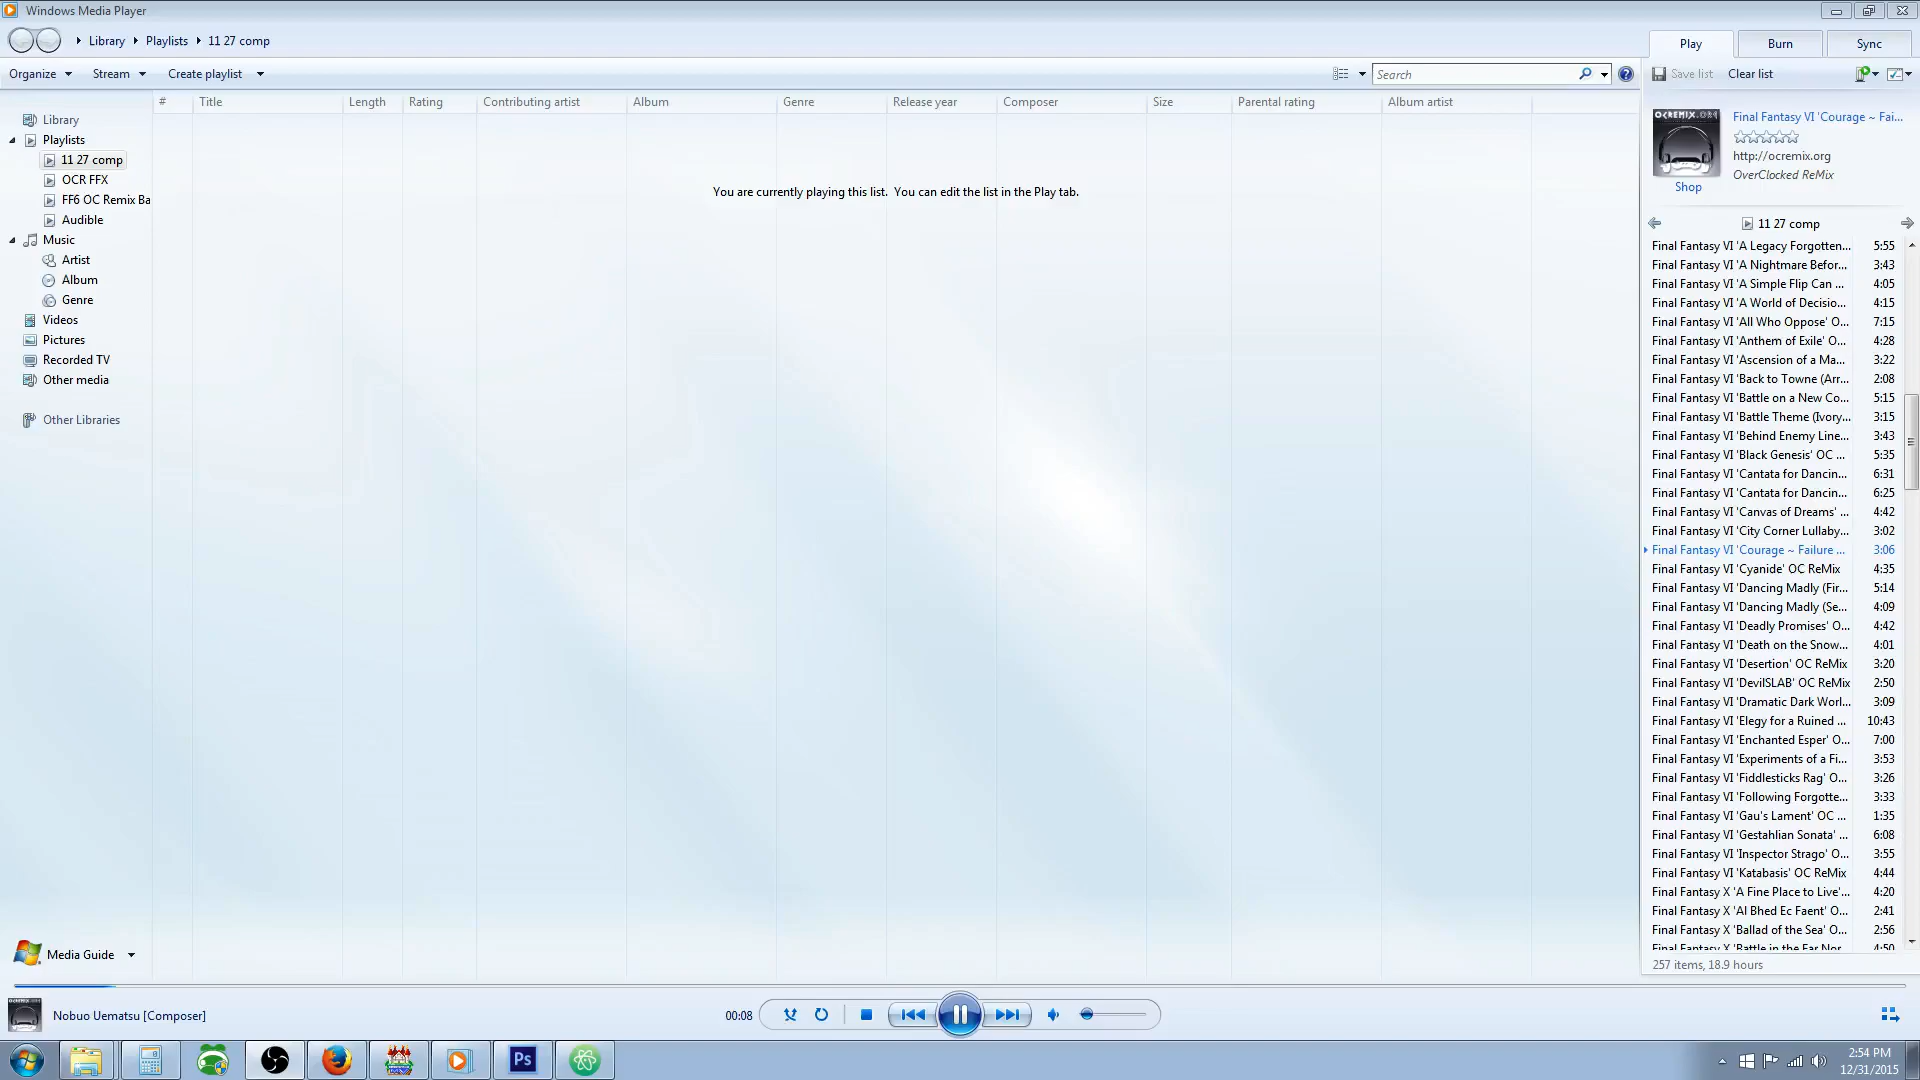 Windows Media Player
Library
Playlists
11 27 comp
Play
Burn
Sync
Organize
Stream
Create playlist
Search
Save list
Clear list
#
Title
Length
Rating
Contributing artist
Album
Genre
Release year
Composer
Size
Parental rating
Album artist
Library
Playlists
11 27 comp
OCR FFX
FF6 OC Remix Ba
Audible
Music
Artist
Album
Genre
Videos
Pictures
Recorded TV
Other media
Other Libraries
You are currently playing this list.  You can edit the list in the Play tab.
OCREMIX.ORG
Shop
Final Fantasy VI 'Courage ~ Fai...
http://ocremix.org
OverClocked ReMix
11 27 comp
Final Fantasy VI 'A Legacy Forgotten... 5:55
Final Fantasy VI 'A Nightmare Befor... 3:43
Final Fantasy VI 'A Simple Flip Can ... 4:05
Final Fantasy VI 'A World of Decisio... 4:15
Final Fantasy VI 'All Who Oppose' O... 7:15
Final Fantasy VI 'Anthem of Exile' O... 4:28
Final Fantasy VI 'Ascension of a Ma... 3:22
Final Fantasy VI 'Back to Towne (Arr... 2:08
Final Fantasy VI 'Battle on a New Co... 5:15
Final Fantasy VI 'Battle Theme (Ivory... 3:15
Final Fantasy VI 'Behind Enemy Line... 3:43
Final Fantasy VI 'Black Genesis' OC ... 5:35
Final Fantasy VI 'Cantata for Dancin... 6:31
Final Fantasy VI 'Cantata for Dancin... 6:25
Final Fantasy VI 'Canvas of Dreams' ... 4:42
Final Fantasy VI 'City Corner Lullaby... 3:02
Final Fantasy VI 'Courage ~ Failure ... 3:06
Final Fantasy VI 'Cyanide' OC ReMix 4:35
Final Fantasy VI 'Dancing Madly (Fir... 5:14
Final Fantasy VI 'Dancing Madly (Se... 4:09
Final Fantasy VI 'Deadly Promises' O... 4:42
Final Fantasy VI 'Death on the Snow... 4:01
Final Fantasy VI 'Desertion' OC ReMix 3:20
Final Fantasy VI 'DevilSLAB' OC ReMix 2:50
Final Fantasy VI 'Dramatic Dark Worl... 3:09
Final Fantasy VI 'Elegy for a Ruined ... 10:43
Final Fantasy VI 'Enchanted Esper' O... 7:00
Final Fantasy VI 'Experiments of a Fi... 3:53
Final Fantasy VI 'Fiddlesticks Rag' O... 3:26
Final Fantasy VI 'Following Forgotte... 3:33
Final Fantasy VI 'Gau's Lament' OC ... 1:35
Final Fantasy VI 'Gestahlian Sonata' ... 6:08
Final Fantasy VI 'Inspector Strago' O... 3:55
Final Fantasy VI 'Katabasis' OC ReMix 4:44
Final Fantasy X 'A Fine Place to Live'... 4:20
Final Fantasy X 'Al Bhed Ec Faent' O... 2:41
Final Fantasy X 'Ballad of the Sea' O... 2:56
Final Fantasy X 'Battle in the Far Nor... 4:50
257 items, 18.9 hours
Media Guide
Nobuo Uematsu [Composer]
00:08
Ps
2:54 PM
12/31/2015